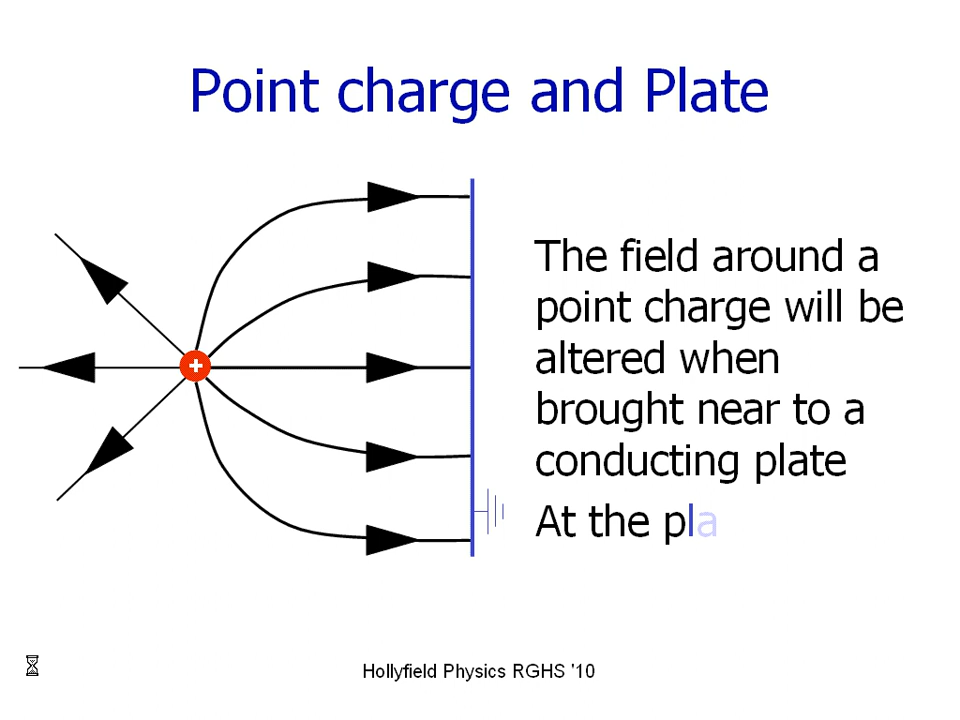 Point charge and Plate
The field around a
point charge will be
altered when
brought near to a
conducting plate
At the pla
+
Hollyfield Physics RGHS '10